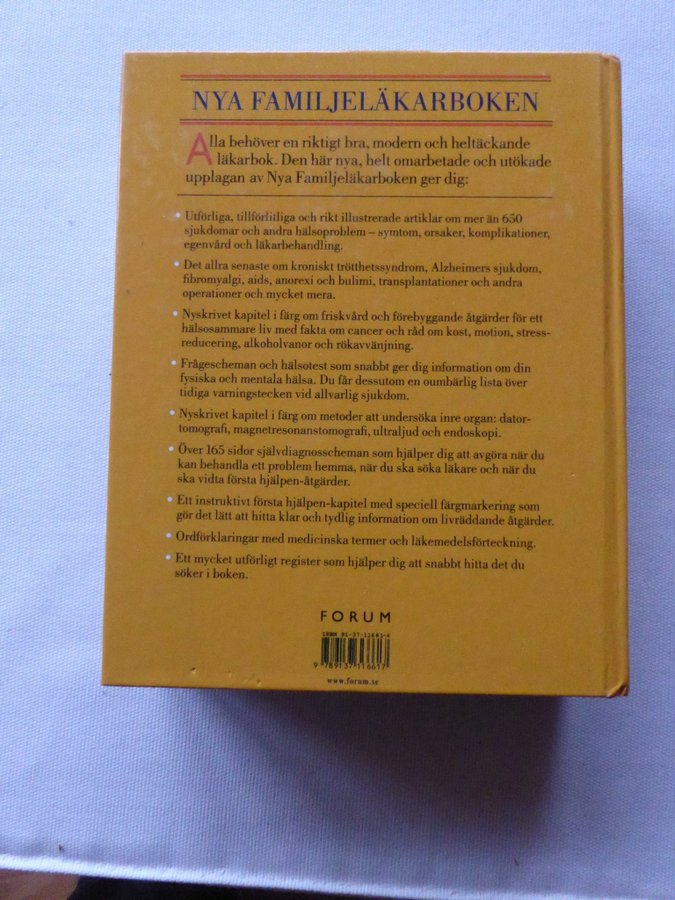 NYA FAMILJELÄKARBOKEN
Alla behöver en riktigt bra, modern och heltäckande
läkarbok. Den här nya, helt omarbetade och utökade
upplagan av Nya Familjeläkarboken ger dig:
• Utförliga, tillförlitliga och rikt illustrerade artiklar om mer än 650
sjukdomar och andra hälsoproblem – symtom, orsaker, komplikationer,
egenvård och läkarbehandling.
• Det allra senaste om kroniskt trötthetssyndrom, Alzheimers sjukdom,
fibromyalgi, aids, anorexi och bulimi, transplantationer och andra
operationer och mycket mera.
• Nyskrivet kapitel i färg om friskvård och förebyggande åtgärder för ett
hälsosammare liv med fakta om cancer och råd om kost, motion, stress-
reducering, alkoholvanor och rökavvänjning.
• Frågescheman och hälsotest som snabbt ger dig information om din
fysiska och mentala hälsa. Du får dessutom en oumbärlig lista över
tidiga varningstecken vid allvarlig sjukdom.
• Nyskrivet kapitel i färg om metoder att undersöka inre organ: dator-
tomografi, magnetresonanstomografi, ultraljud och endoskopi.
• Över 165 sidor självdiagnosscheman som hjälper dig att avgöra när du
kan behandla ett problem hemma, när du ska söka läkare och när du
ska vidta första hjälpen-åtgärder.
• Ett instruktivt första hjälpen-kapitel med speciell färgmarkering som
gör det lätt att hitta klar och tydlig information om livräddande åtgärder.
• Ordförklaringar med medicinska termer och läkemedelsförteckning.
• Ett mycket utförligt register som hjälper dig att snabbt hitta det du
söker i boken.
FORUM
ISBN 91-37-11661-4
9 789137 116617
www.forum.se